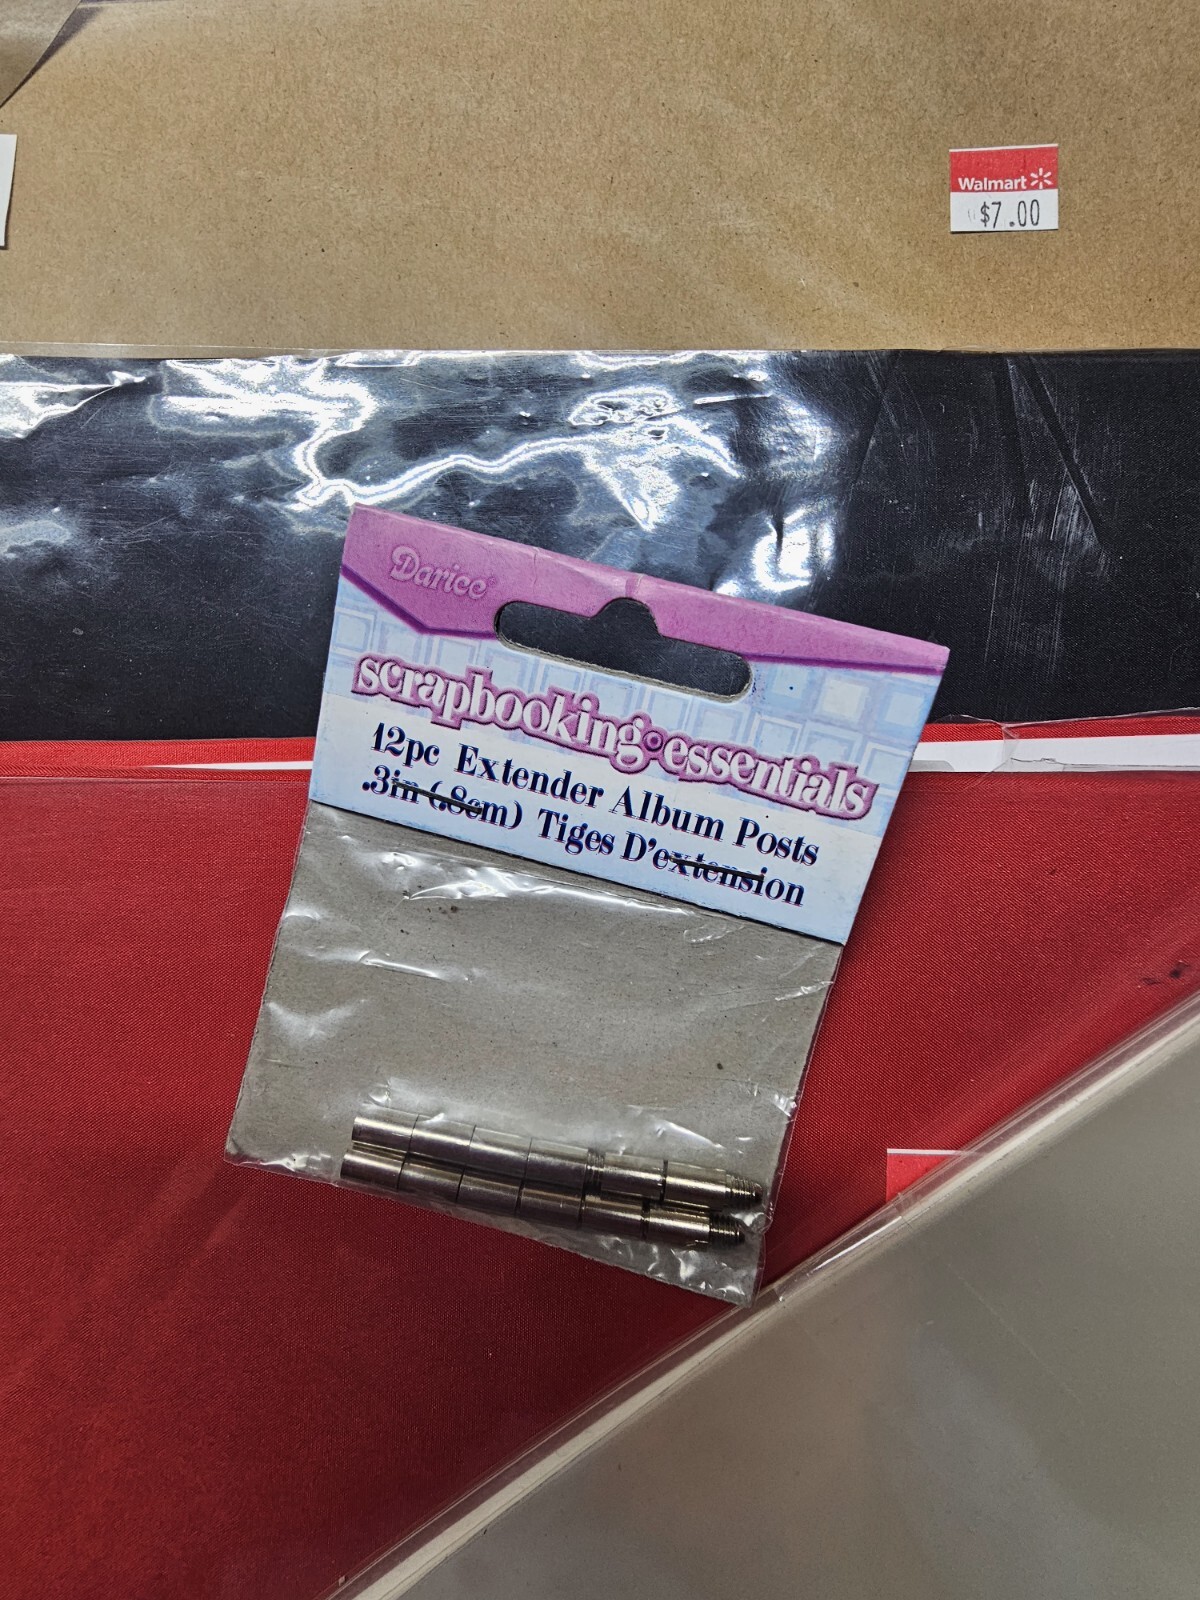 Walmart
$7.00
Darice®
scrapbooking essentials
12pc Extender Album Posts
.3in (.8cm) Tiges D'extension